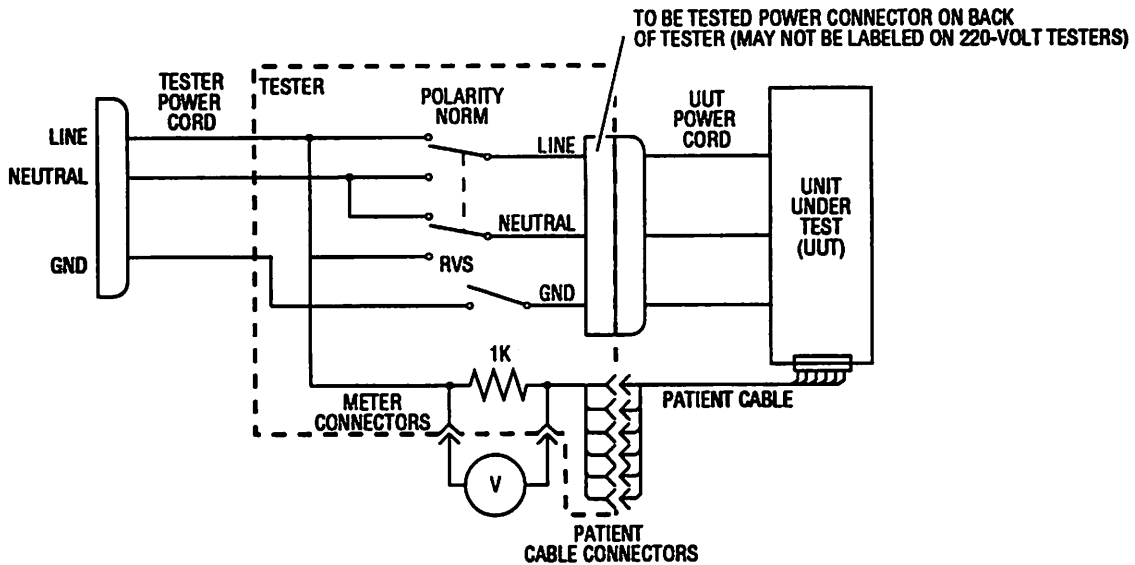 TO BE TESTED POWER CONNECTOR ON BACK
OF TESTER (MAY NOT BE LABELED ON 220-VOLT TESTERS)
TESTER
POWER
CORD
TESTER
POLARITY
NORM
UUT
POWER
CORD
LINE
LINE
NEUTRAL
UNIT
UNDER
TEST
(UUT)
NEUTRAL
GND
RVS
GND
1K
METER
CONNECTORS
PATIENT CABLE
V
PATIENT
CABLE CONNECTORS